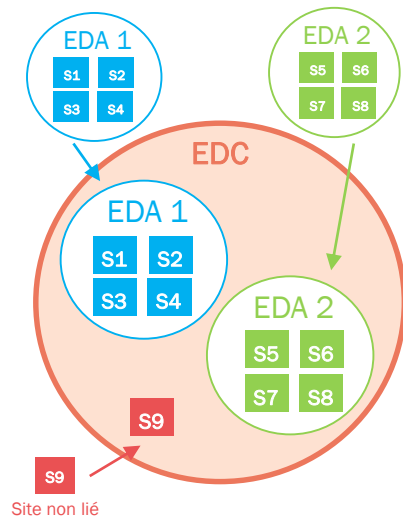 EDA 1
S1 S2
S3 S4
EDA 2
S5 S6
S7 S8
EDC
EDA 1
S1 S2
S3 S4
EDA 2
S5 S6
S7 S8
S9
S9
Site non lié